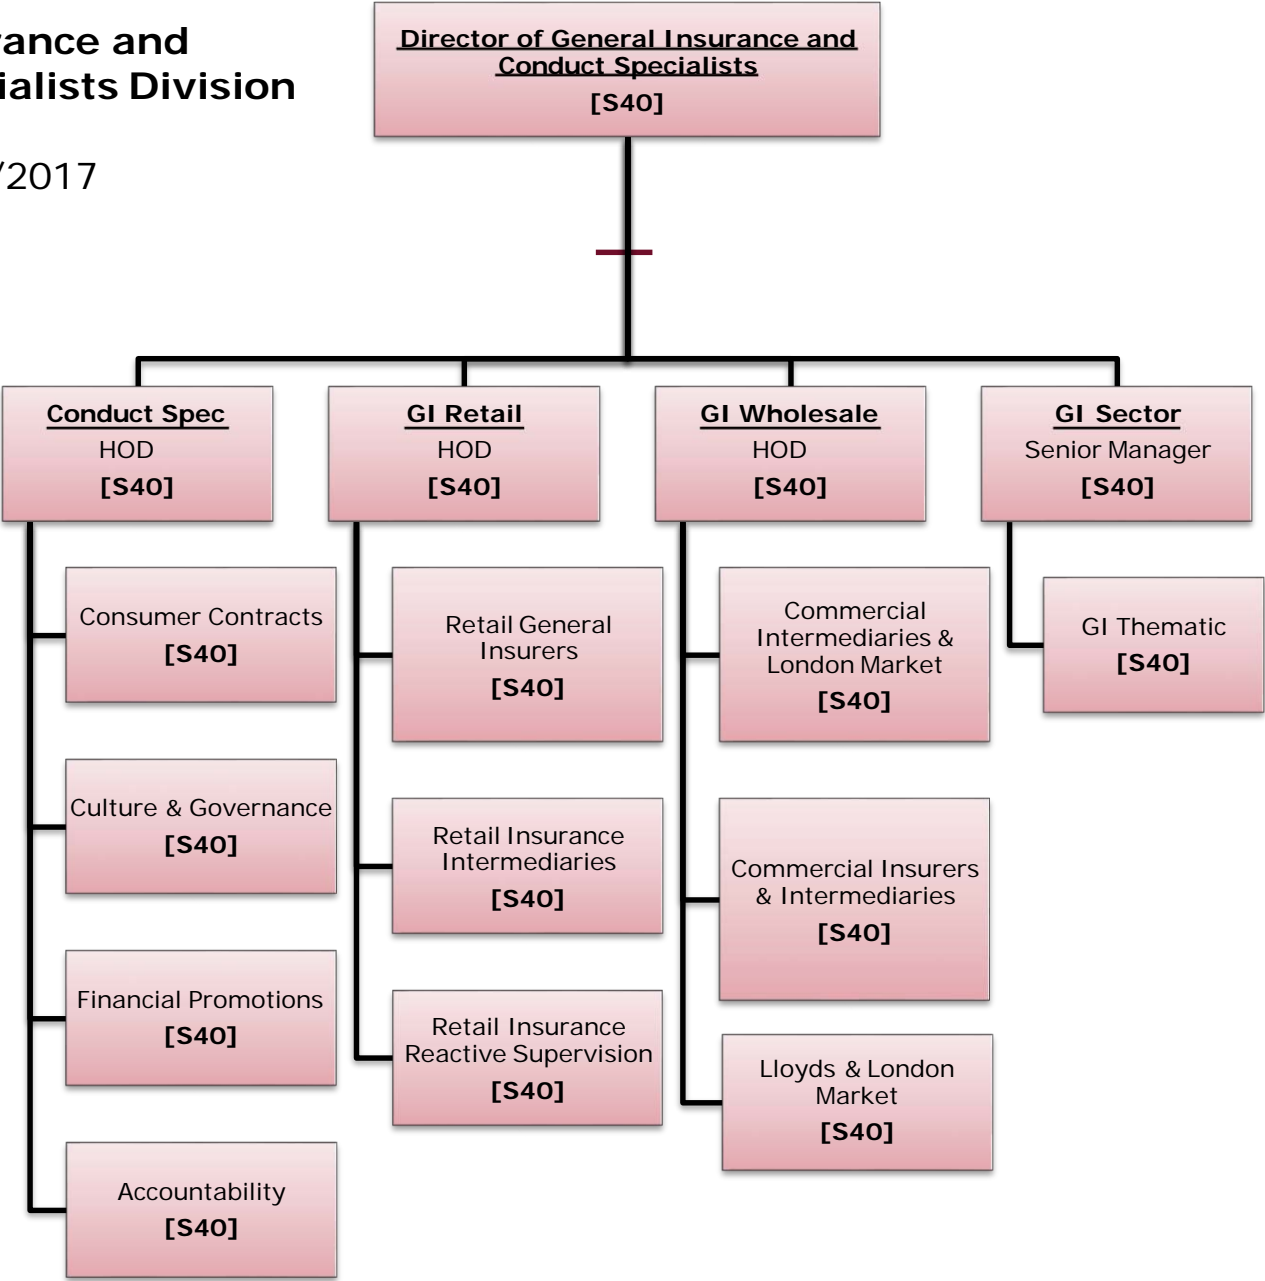 and
Division
/2017
Director of General Insurance and
Conduct Specialists
[S40]
Conduct Spec
HOD
[S40]
GI Retail
HOD
[S40]
GI Wholesale
HOD
[S40]
GI Sector
Senior Manager
[S40]
Consumer Contracts
[S40]
Culture & Governance
[S40]
Financial Promotions
[S40]
Accountability
[S40]
Retail General
Insurers
[S40]
Retail Insurance
Intermediaries
[S40]
Retail Insurance
Reactive Supervision
[S40]
Commercial
Intermediaries &
London Market
[S40]
Commercial Insurers
& Intermediaries
[S40]
Lloyds & London
Market
[S40]
GI Thematic
[S40]